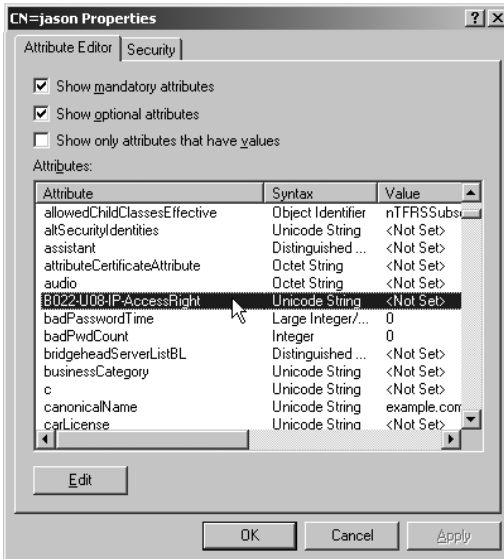 CN=jason Properties
Attribute Editor Security
Show mandatory attributes
Show optional attributes
Show only attributes that have values
Attributes:
Attribute Syntax Value
allowedChildClassesEffective Object Identifier nTFRSSubs
altSecurityIdentities Unicode String <Not Set>
assistant Distinguished ... <Not Set>
attributeCertificateAttribute Octet String <Not Set>
audio Octet String <Not Set>
B022-U08-IP-AccessRight Unicode String <Not Set>
badPasswordTime Large Integer/... 0
badPwdCount Integer 0
bridgeheadServerListBL Distinguished ... <Not Set>
businessCategory Unicode String <Not Set>
c Unicode String <Not Set>
canonicalName Unicode String example.com
carLicense Unicode String <Not Set>
Edit
OK Cancel Apply